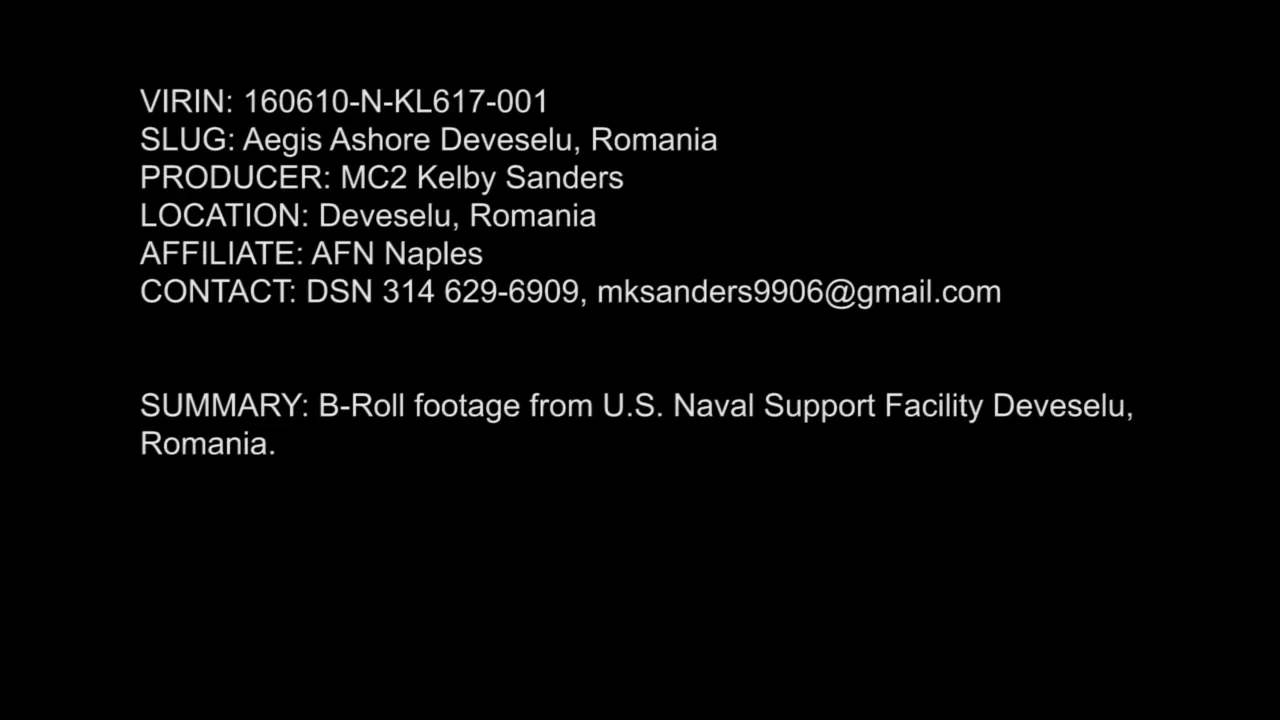 VIRIN: 160610-N-KL617-001
SLUG: Aegis Ashore Deveselu, Romania
PRODUCER: MC2 Kelby Sanders
LOCATION: Deveselu, Romania
AFFILIATE: AFN Naples
CONTACT: DSN 314 629-6909, mksanders9906@gmail.com
SUMMARY: B-Roll footage from U.S. Naval Support Facility Deveselu,
Romania.